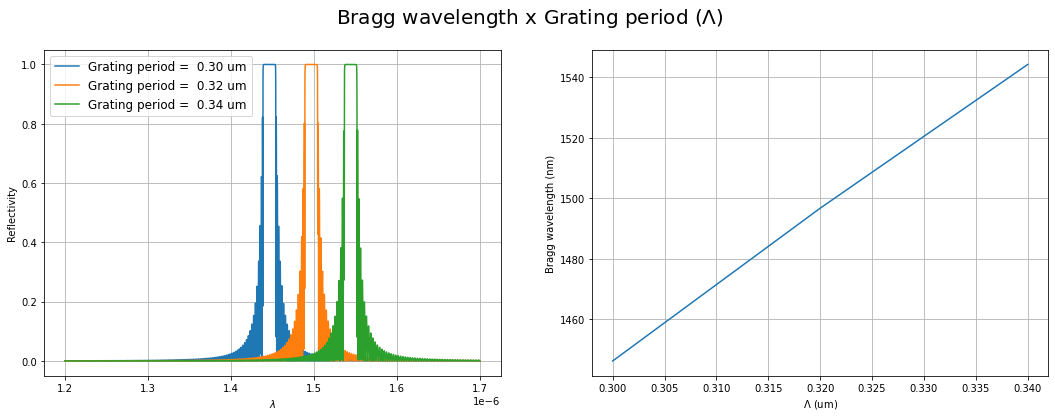 Bragg wavelength x Grating period (Λ)
Grating period =  0.30 um
Grating period =  0.32 um
Grating period =  0.34 um
Reflectivity
1.0
0.8
0.6
0.4
0.2
0.0
1.2 1.3 1.4 1.5 1.6 1.7
1e−6
λ
Bragg wavelength (nm)
1540
1520
1500
1480
1460
0.300 0.305 0.310 0.315 0.320 0.325 0.330 0.335 0.340
Λ (um)